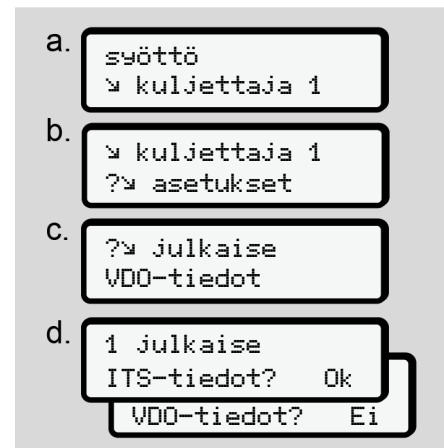 a.
syöttö
↘ kuljettaja 1
b.
↘ kuljettaja 1
?↘ asetukset
c.
?↘ julkaise
VDO-tiedot
d.
1 julkaise
ITS-tiedot? Ok
VDO-tiedot? Ei